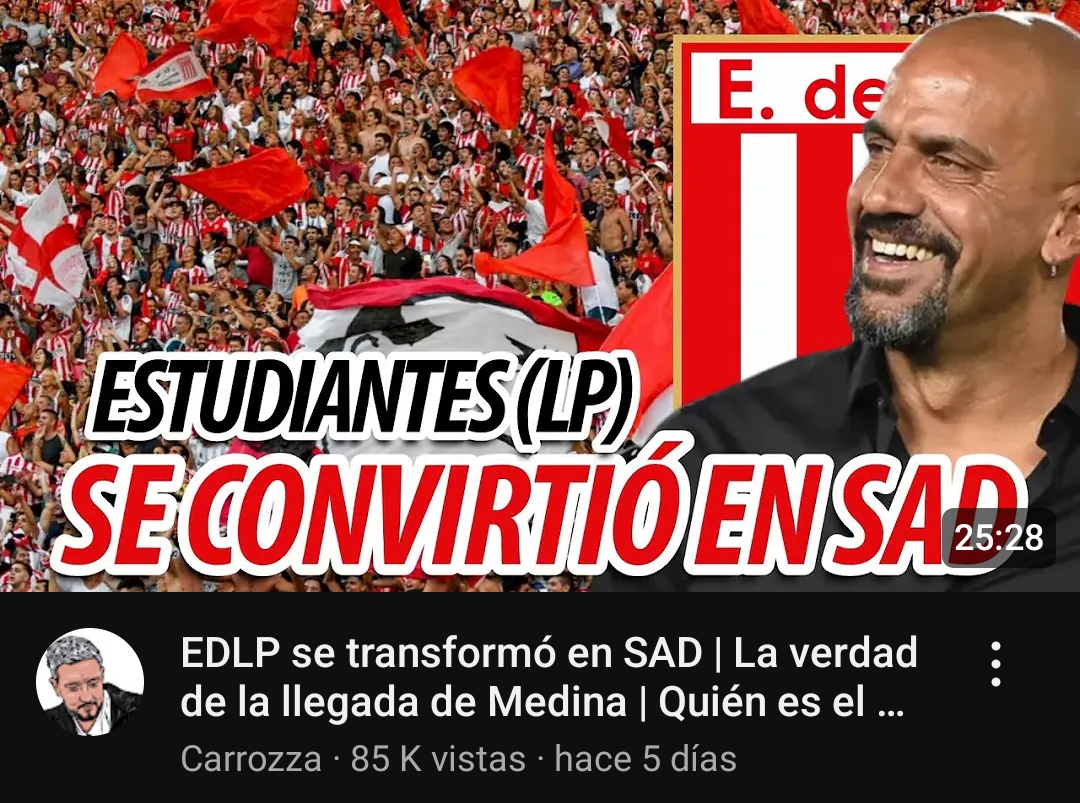 E. de
ESTUDIANTES (LP)
SE CONVIRTIÓ EN SAD
25:28
EDLP se transformó en SAD | La verdad
de la llegada de Medina | Quién es el ...
Carrozza · 85 K vistas · hace 5 días